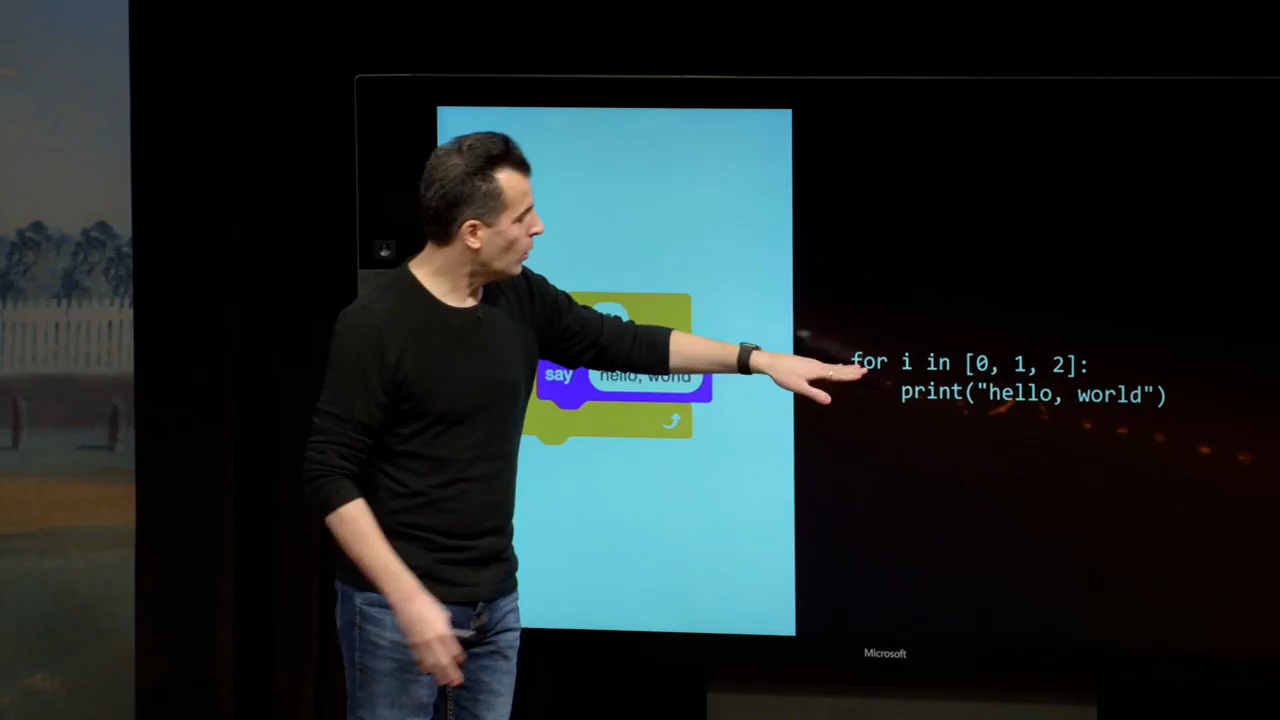 say hello, world
for i in [0, 1, 2]:
    print("hello, world")
Microsoft